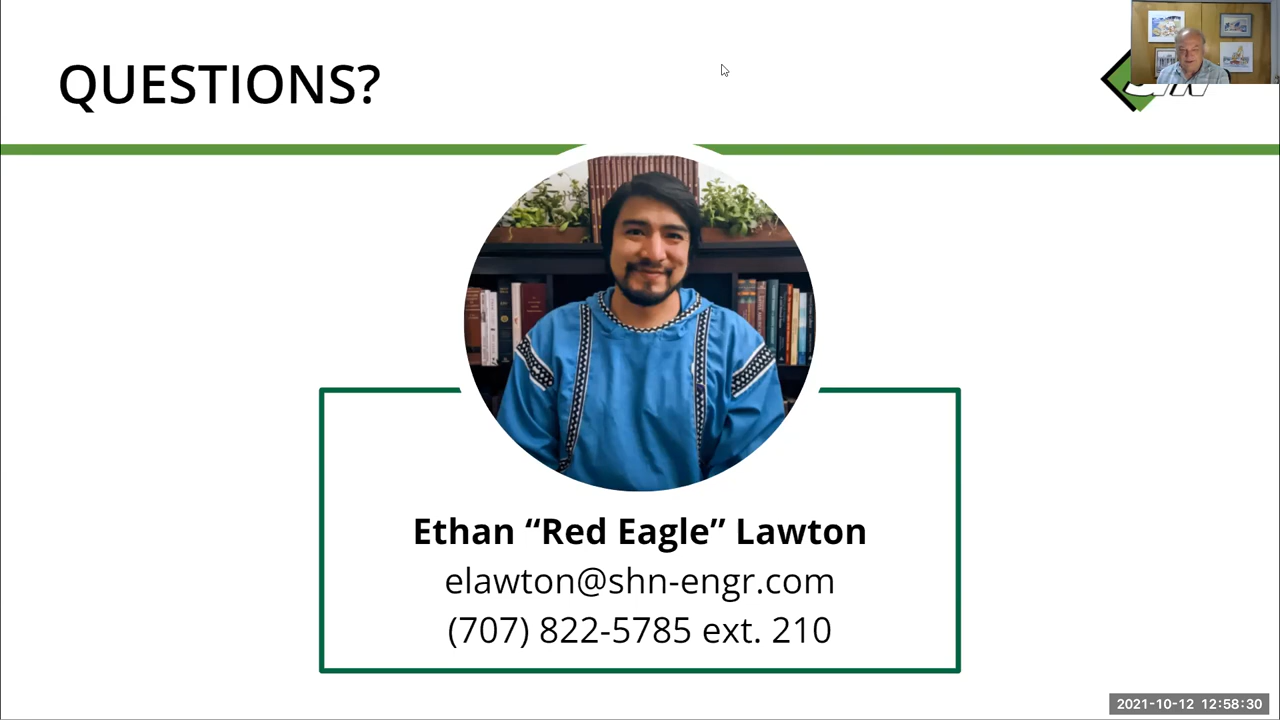 QUESTIONS?
Ethan “Red Eagle” Lawton
elawton@shn-engr.com
(707) 822-5785 ext. 210
2021-10-12 12:58:30